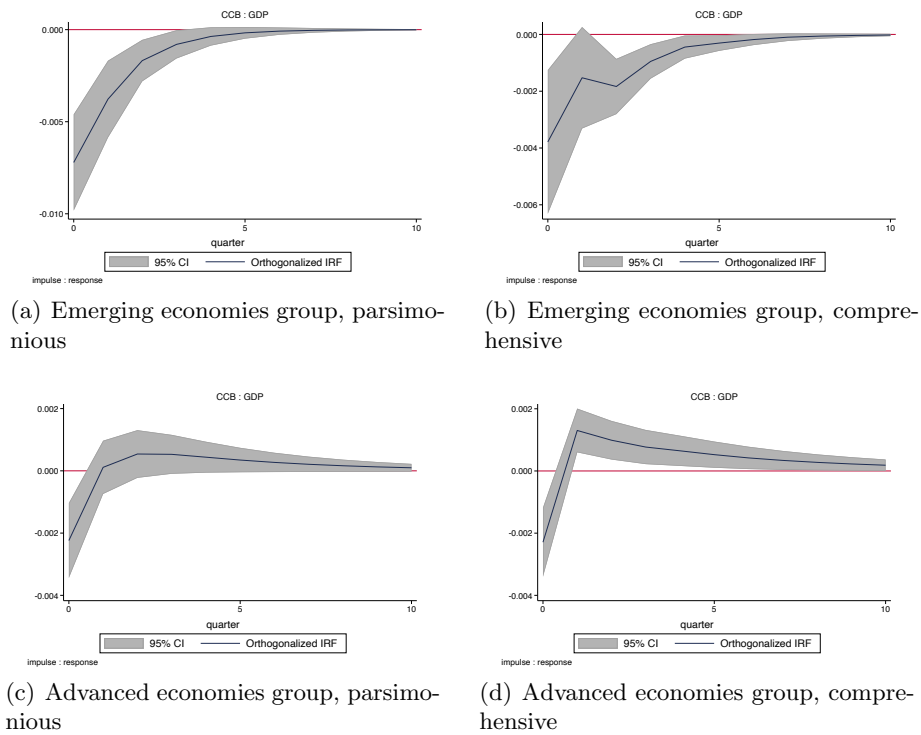 CCB : GDP
0.000
-0.005
-0.010
0 5 10
quarter
95% CI Orthogonalized IRF
impulse : response
(a) Emerging economies group, parsimo-
nious
CCB : GDP
0.000
-0.002
-0.004
-0.006
0 5 10
quarter
95% CI Orthogonalized IRF
impulse : response
(b) Emerging economies group, compre-
hensive
CCB : GDP
0.002
0.000
-0.002
-0.004
0 5 10
quarter
95% CI Orthogonalized IRF
impulse : response
(c) Advanced economies group, parsimo-
nious
CCB : GDP
0.002
0.000
-0.002
-0.004
0 5 10
quarter
95% CI Orthogonalized IRF
impulse : response
(d) Advanced economies group, compre-
hensive